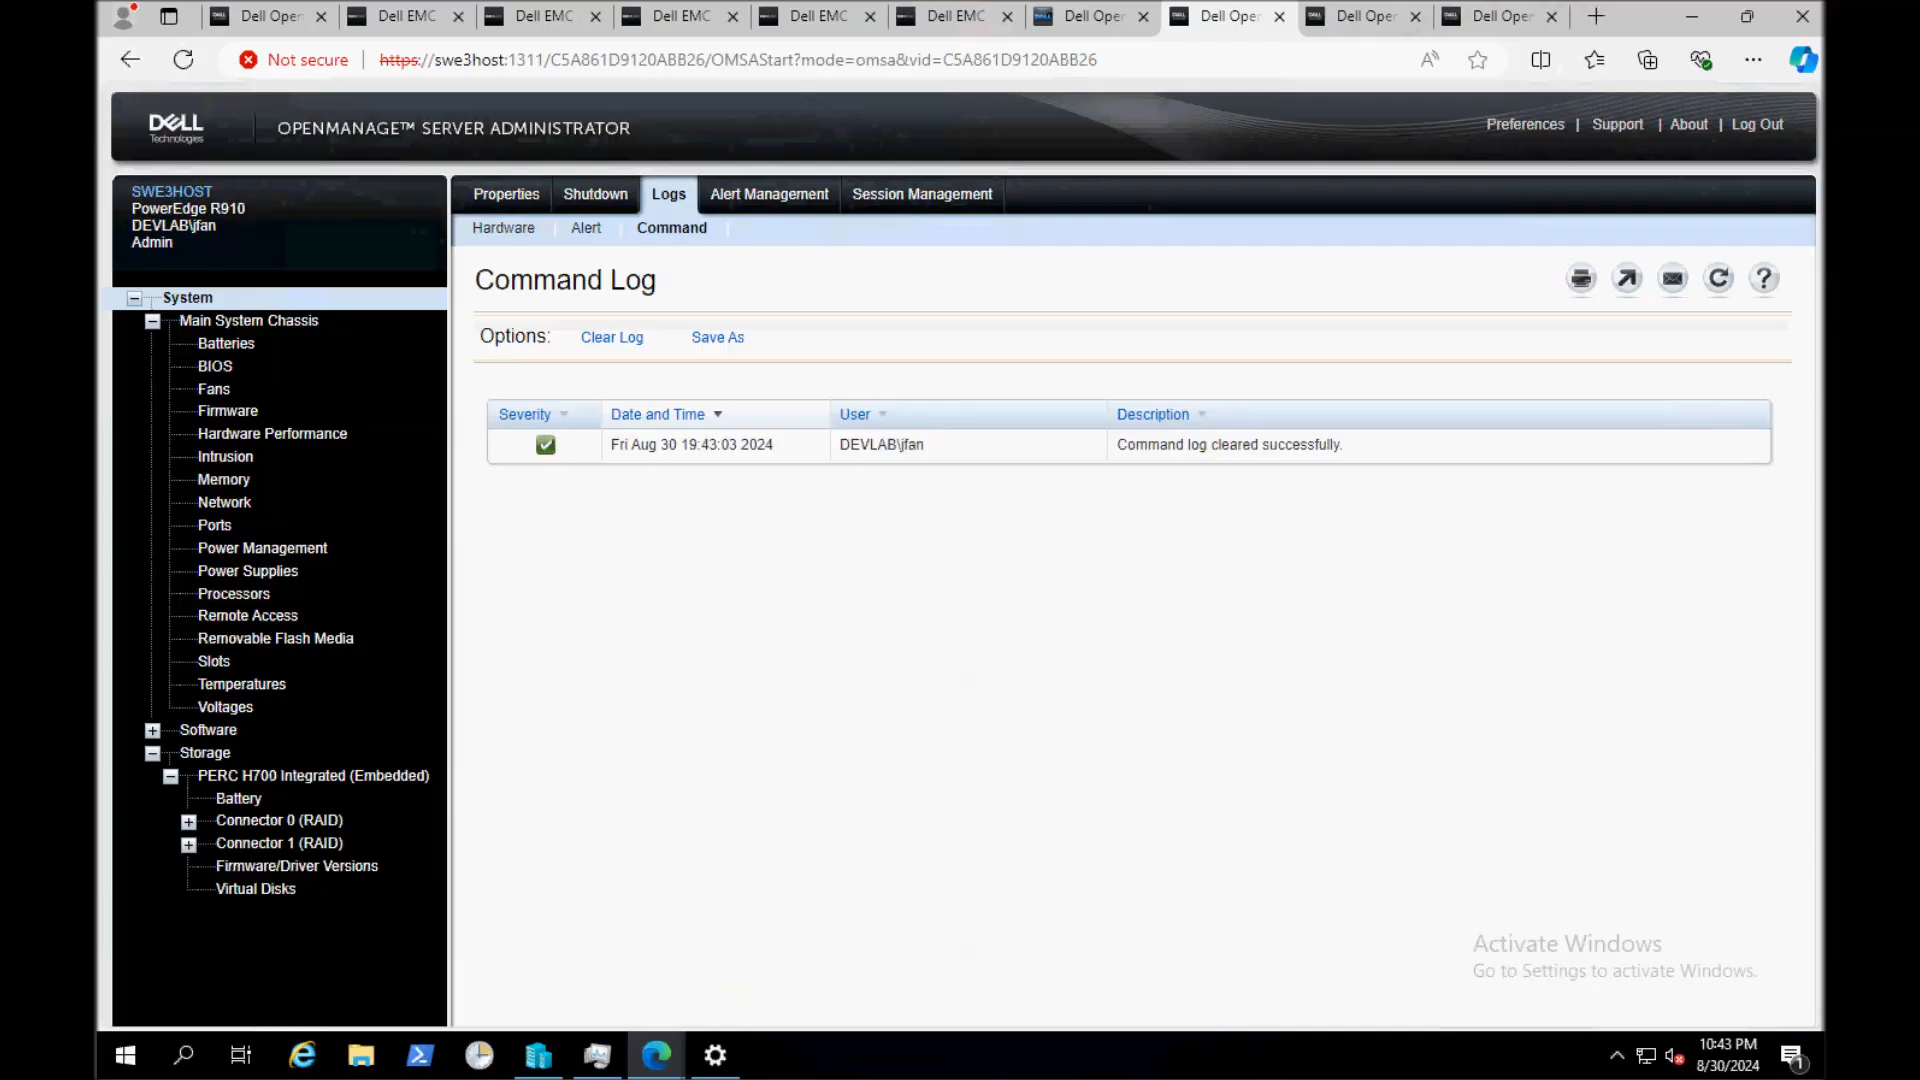 Dell Open
Dell EMC
Dell EMC
Dell EMC
Dell EMC
Dell EMC
Dell Oper
Dell Oper
Dell Oper
Dell Oper
Not secure
https://swe3host:1311/C5A861D9120ABB26/OMSAStart?mode=omsa&vid=C5A861D9120ABB26
DELL
Technologies
OPENMANAGE™ SERVER ADMINISTRATOR
Preferences | Support | About | Log Out
SWE3HOST
PowerEdge R910
DEVLAB\jfan
Admin
Properties
Shutdown
Logs
Alert Management
Session Management
Hardware
Alert
Command
System
Main System Chassis
Batteries
BIOS
Fans
Firmware
Hardware Performance
Intrusion
Memory
Network
Ports
Power Management
Power Supplies
Processors
Remote Access
Removable Flash Media
Slots
Temperatures
Voltages
Software
Storage
PERC H700 Integrated (Embedded)
Battery
Connector 0 (RAID)
Connector 1 (RAID)
Firmware/Driver Versions
Virtual Disks
Command Log
Options: Clear Log Save As
Severity Date and Time User Description
Fri Aug 30 19:43:03 2024 DEVLAB\jfan Command log cleared successfully.
Activate Windows
Go to Settings to activate Windows.
10:43 PM
8/30/2024
1